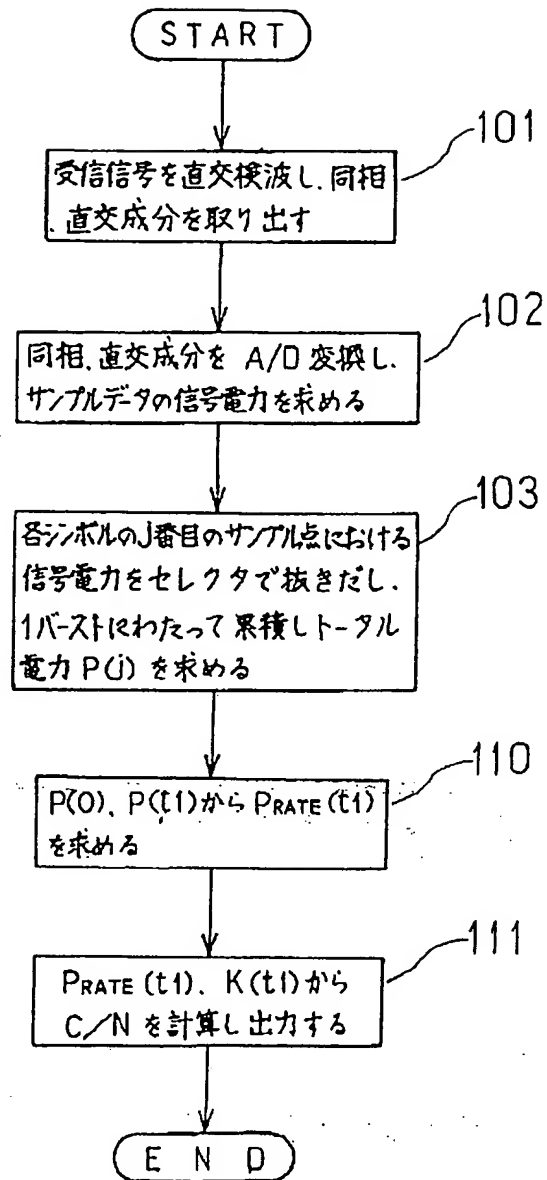 START
101
受信信号を直交検波し、同相
、直交成分を取り出す
102
同相、直交成分を A/D 変換し、
サンプルデータの信号電力を求める
103
各シンボルのj番目のサンプル点における
信号電力をセレクタで抜きだし、
1バーストにわたって累積しトータル
電力 P(j) を求める
110
P(0)、P(t1)から PRATE(t1)
を求める
111
PRATE(t1)、K(t1)から
C/N を計算し出力する
END